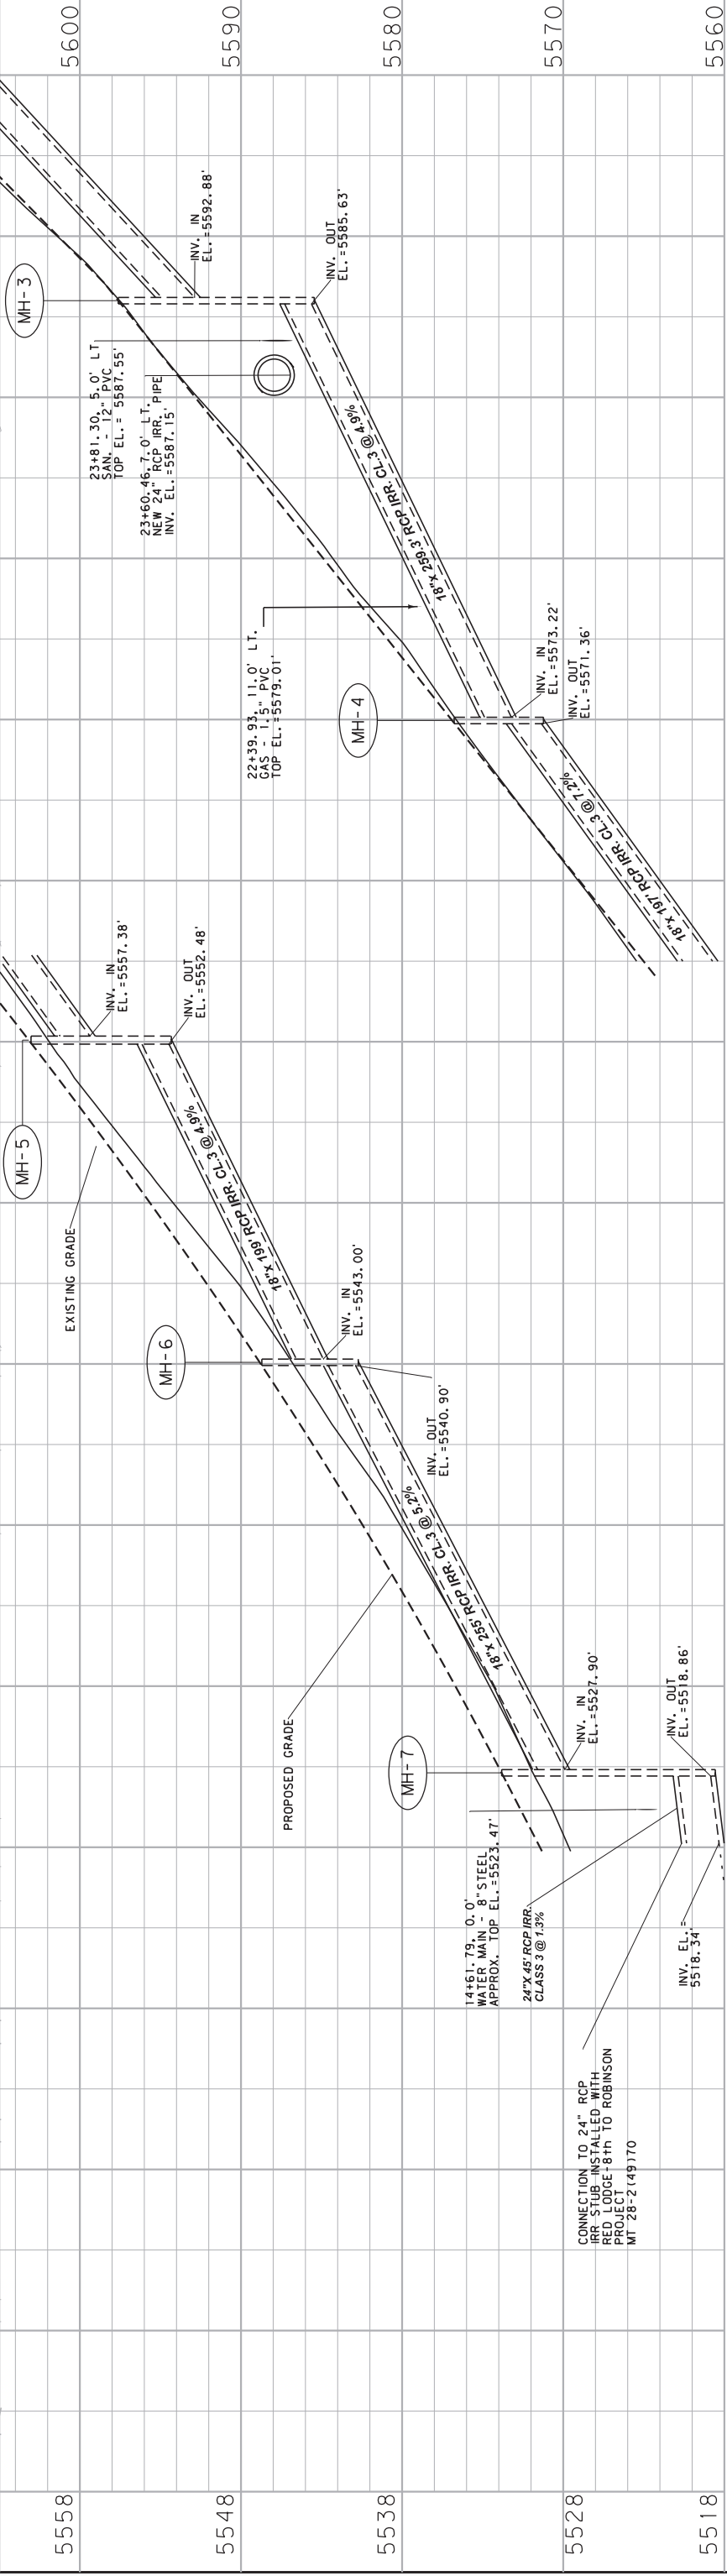 5600
5590
5580
5570
5560
MH-3
INV. IN
EL.=5592.88'
INV. OUT
EL.=5585.63'
23+81.30, 5.0' LT
SAN. - 12" PVC
TOP EL.= 5587.55'
23+60.46,7.0' LT.
NEW 24" RCP IRR. PIPE
INV. EL.=5587.15'
18"x 259.3' RCP IRR. CL.3 @ 4.9%
22+39.93, 11.0' LT.
GAS - 1.5" PVC
TOP EL.=5579.01'
MH-4
INV. IN
EL.=5573.22'
INV. OUT
EL.=5571.36'
18"x 197' RCP IRR. CL.3 @ 7.2%
INV. IN
EL.=5557.38'
INV. OUT
EL.=5552.48'
MH-5
EXISTING GRADE
18"x 199' RCP IRR. CL.3 @ 4.9%
MH-6
INV. IN
EL.=5543.00'
INV. OUT
EL.=5540.90'
18"x 255' RCP IRR. CL.3 @ 5.2%
PROPOSED GRADE
MH-7
INV. IN
EL.=5527.90'
INV. OUT
EL.=5518.86'
14+61.79, 0.0'
WATER MAIN - 8"STEEL
APPROX. TOP EL.=5523.47'
24"X 45' RCP IRR.
CLASS 3 @ 1.3%
INV. EL.=
5518.34'
CONNECTION TO 24" RCP
IRR STUB INSTALLED WITH
RED LODGE-8th TO ROBINSON
PROJECT
MT 28-2(49)70
5558
5548
5538
5528
5518